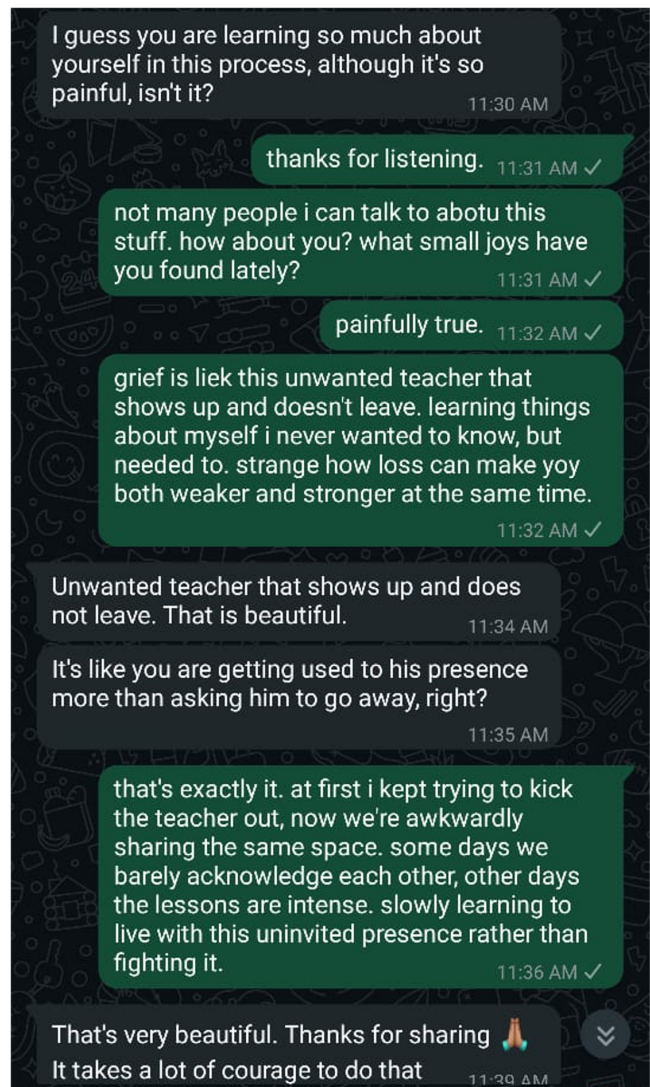 I guess you are learning so much about
yourself in this process, although it's so
painful, isn't it?
11:30 AM
thanks for listening. 11:31 AM
not many people i can talk to abotu this
stuff. how about you? what small joys have
you found lately?
11:31 AM
painfully true. 11:32 AM
grief is liek this unwanted teacher that
shows up and doesn't leave. learning things
about myself i never wanted to know, but
needed to. strange how loss can make yoy
both weaker and stronger at the same time.
11:32 AM
Unwanted teacher that shows up and does
not leave. That is beautiful.
11:34 AM
It's like you are getting used to his presence
more than asking him to go away, right?
11:35 AM
that's exactly it. at first i kept trying to kick
the teacher out, now we're awkwardly
sharing the same space. some days we
barely acknowledge each other, other days
the lessons are intense. slowly learning to
live with this uninvited presence rather than
fighting it.
11:36 AM
That's very beautiful. Thanks for sharing 🙏🏽
It takes a lot of courage to do that
11:39 AM